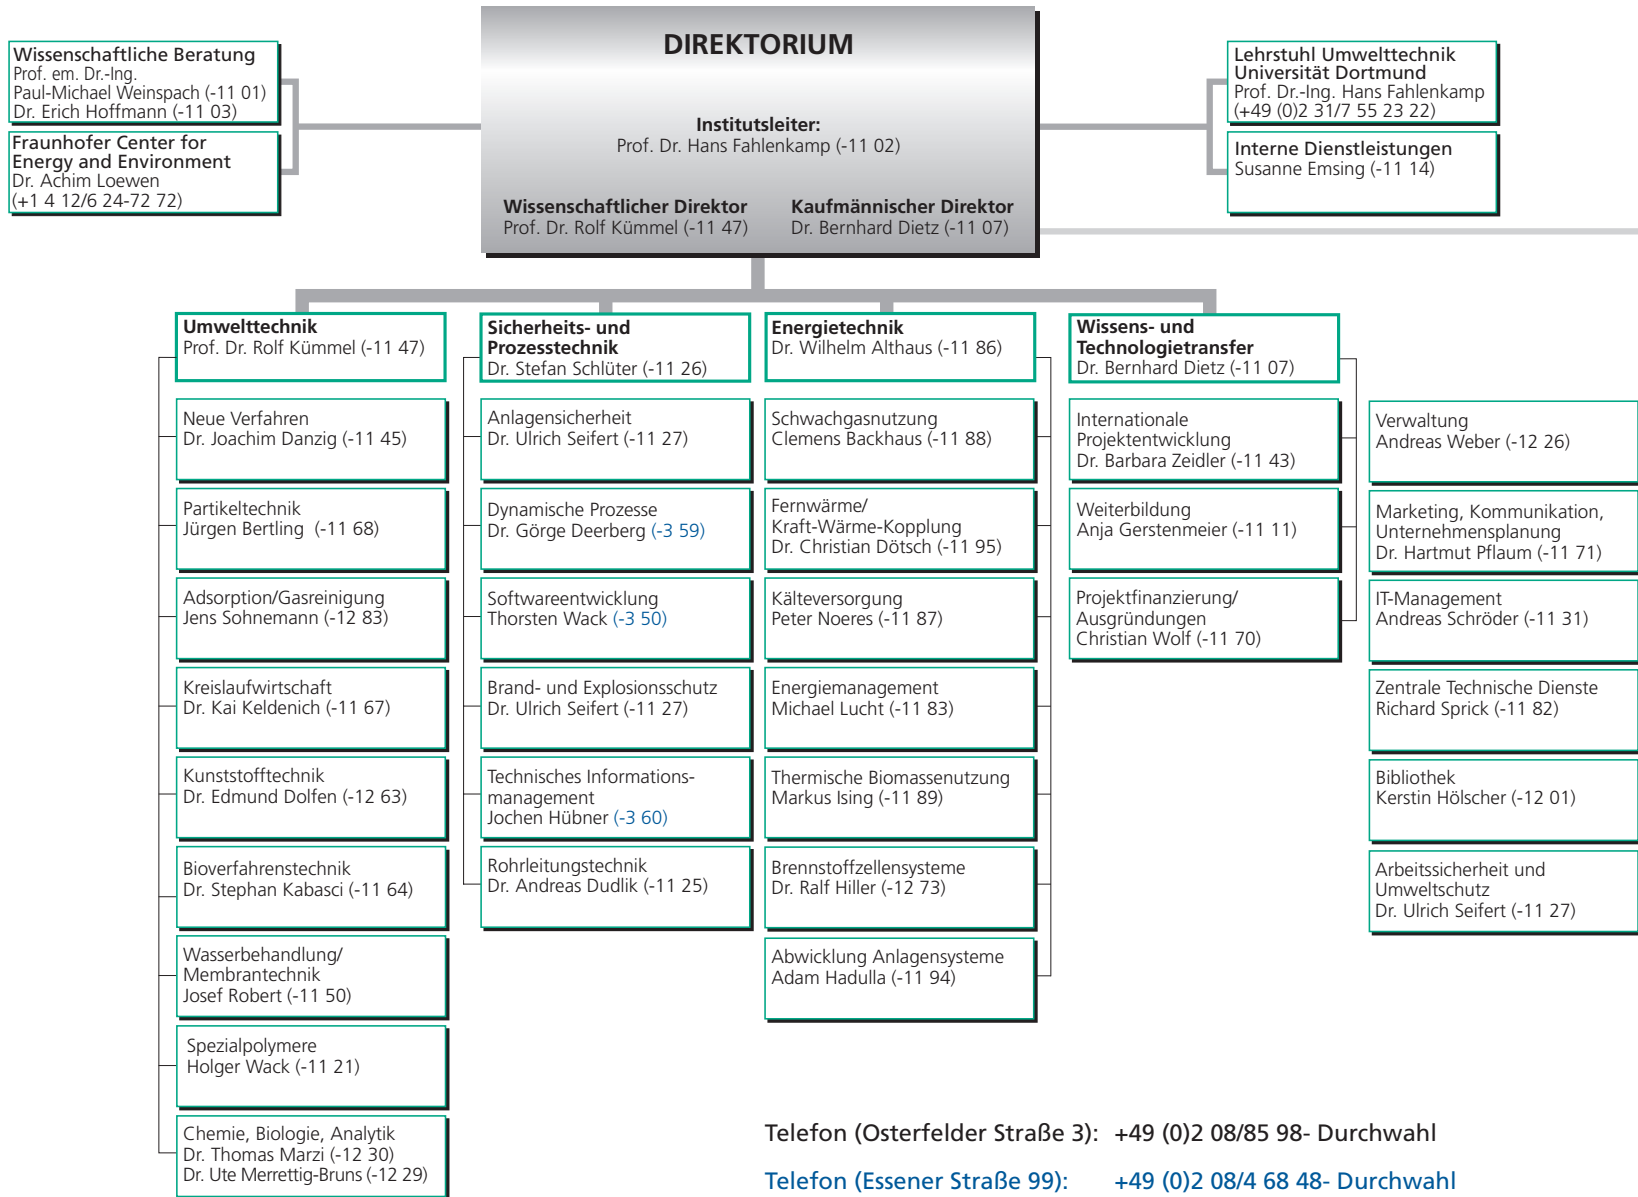 Wissenschaftliche Beratung
Prof. em. Dr.-Ing.
Paul-Michael Weinspach (-11 01)
Dr. Erich Hoffmann (-11 03)
Fraunhofer Center for
Energy and Environment
Dr. Achim Loewen
(+1 4 12/6 24-72 72)
DIREKTORIUM
Institutsleiter:
Prof. Dr. Hans Fahlenkamp (-11 02)
Wissenschaftlicher Direktor
Prof. Dr. Rolf Kümmel (-11 47)
Kaufmännischer Direktor
Dr. Bernhard Dietz (-11 07)
Lehrstuhl Umwelttechnik
Universität Dortmund
Prof. Dr.-Ing. Hans Fahlenkamp
(+49 (0)2 31/7 55 23 22)
Interne Dienstleistungen
Susanne Emsing (-11 14)
Umwelttechnik
Prof. Dr. Rolf Kümmel (-11 47)
Neue Verfahren
Dr. Joachim Danzig (-11 45)
Partikeltechnik
Jürgen Bertling (-11 68)
Adsorption/Gasreinigung
Jens Sohnemann (-12 83)
Kreislaufwirtschaft
Dr. Kai Keldenich (-11 67)
Kunststofftechnik
Dr. Edmund Dolfen (-12 63)
Bioverfahrenstechnik
Dr. Stephan Kabasci (-11 64)
Wasserbehandlung/
Membrantechnik
Josef Robert (-11 50)
Spezialpolymere
Holger Wack (-11 21)
Chemie, Biologie, Analytik
Dr. Thomas Marzi (-12 30)
Dr. Ute Merrettig-Bruns (-12 29)
Sicherheits- und
Prozesstechnik
Dr. Stefan Schlüter (-11 26)
Anlagensicherheit
Dr. Ulrich Seifert (-11 27)
Dynamische Prozesse
Dr. Görge Deerberg (-3 59)
Softwareentwicklung
Thorsten Wack (-3 50)
Brand- und Explosionsschutz
Dr. Ulrich Seifert (-11 27)
Technisches Informations-
management
Jochen Hübner (-3 60)
Rohrleitungstechnik
Dr. Andreas Dudlik (-11 25)
Energietechnik
Dr. Wilhelm Althaus (-11 86)
Schwachgasnutzung
Clemens Backhaus (-11 88)
Fernwärme/
Kraft-Wärme-Kopplung
Dr. Christian Dötsch (-11 95)
Kälteversorgung
Peter Noeres (-11 87)
Energiemanagement
Michael Lucht (-11 83)
Thermische Biomassenutzung
Markus Ising (-11 89)
Brennstoffzellensysteme
Dr. Ralf Hiller (-12 73)
Abwicklung Anlagensysteme
Adam Hadulla (-11 94)
Wissens- und
Technologietransfer
Dr. Bernhard Dietz (-11 07)
Internationale
Projektentwicklung
Dr. Barbara Zeidler (-11 43)
Weiterbildung
Anja Gerstenmeier (-11 11)
Projektfinanzierung/
Ausgründungen
Christian Wolf (-11 70)
Verwaltung
Andreas Weber (-12 26)
Marketing, Kommunikation,
Unternehmensplanung
Dr. Hartmut Pflaum (-11 71)
IT-Management
Andreas Schröder (-11 31)
Zentrale Technische Dienste
Richard Sprick (-11 82)
Bibliothek
Kerstin Hölscher (-12 01)
Arbeitssicherheit und
Umweltschutz
Dr. Ulrich Seifert (-11 27)
Telefon (Osterfelder Straße 3): +49 (0)2 08/85 98- Durchwahl
Telefon (Essener Straße 99): +49 (0)2 08/4 68 48- Durchwahl